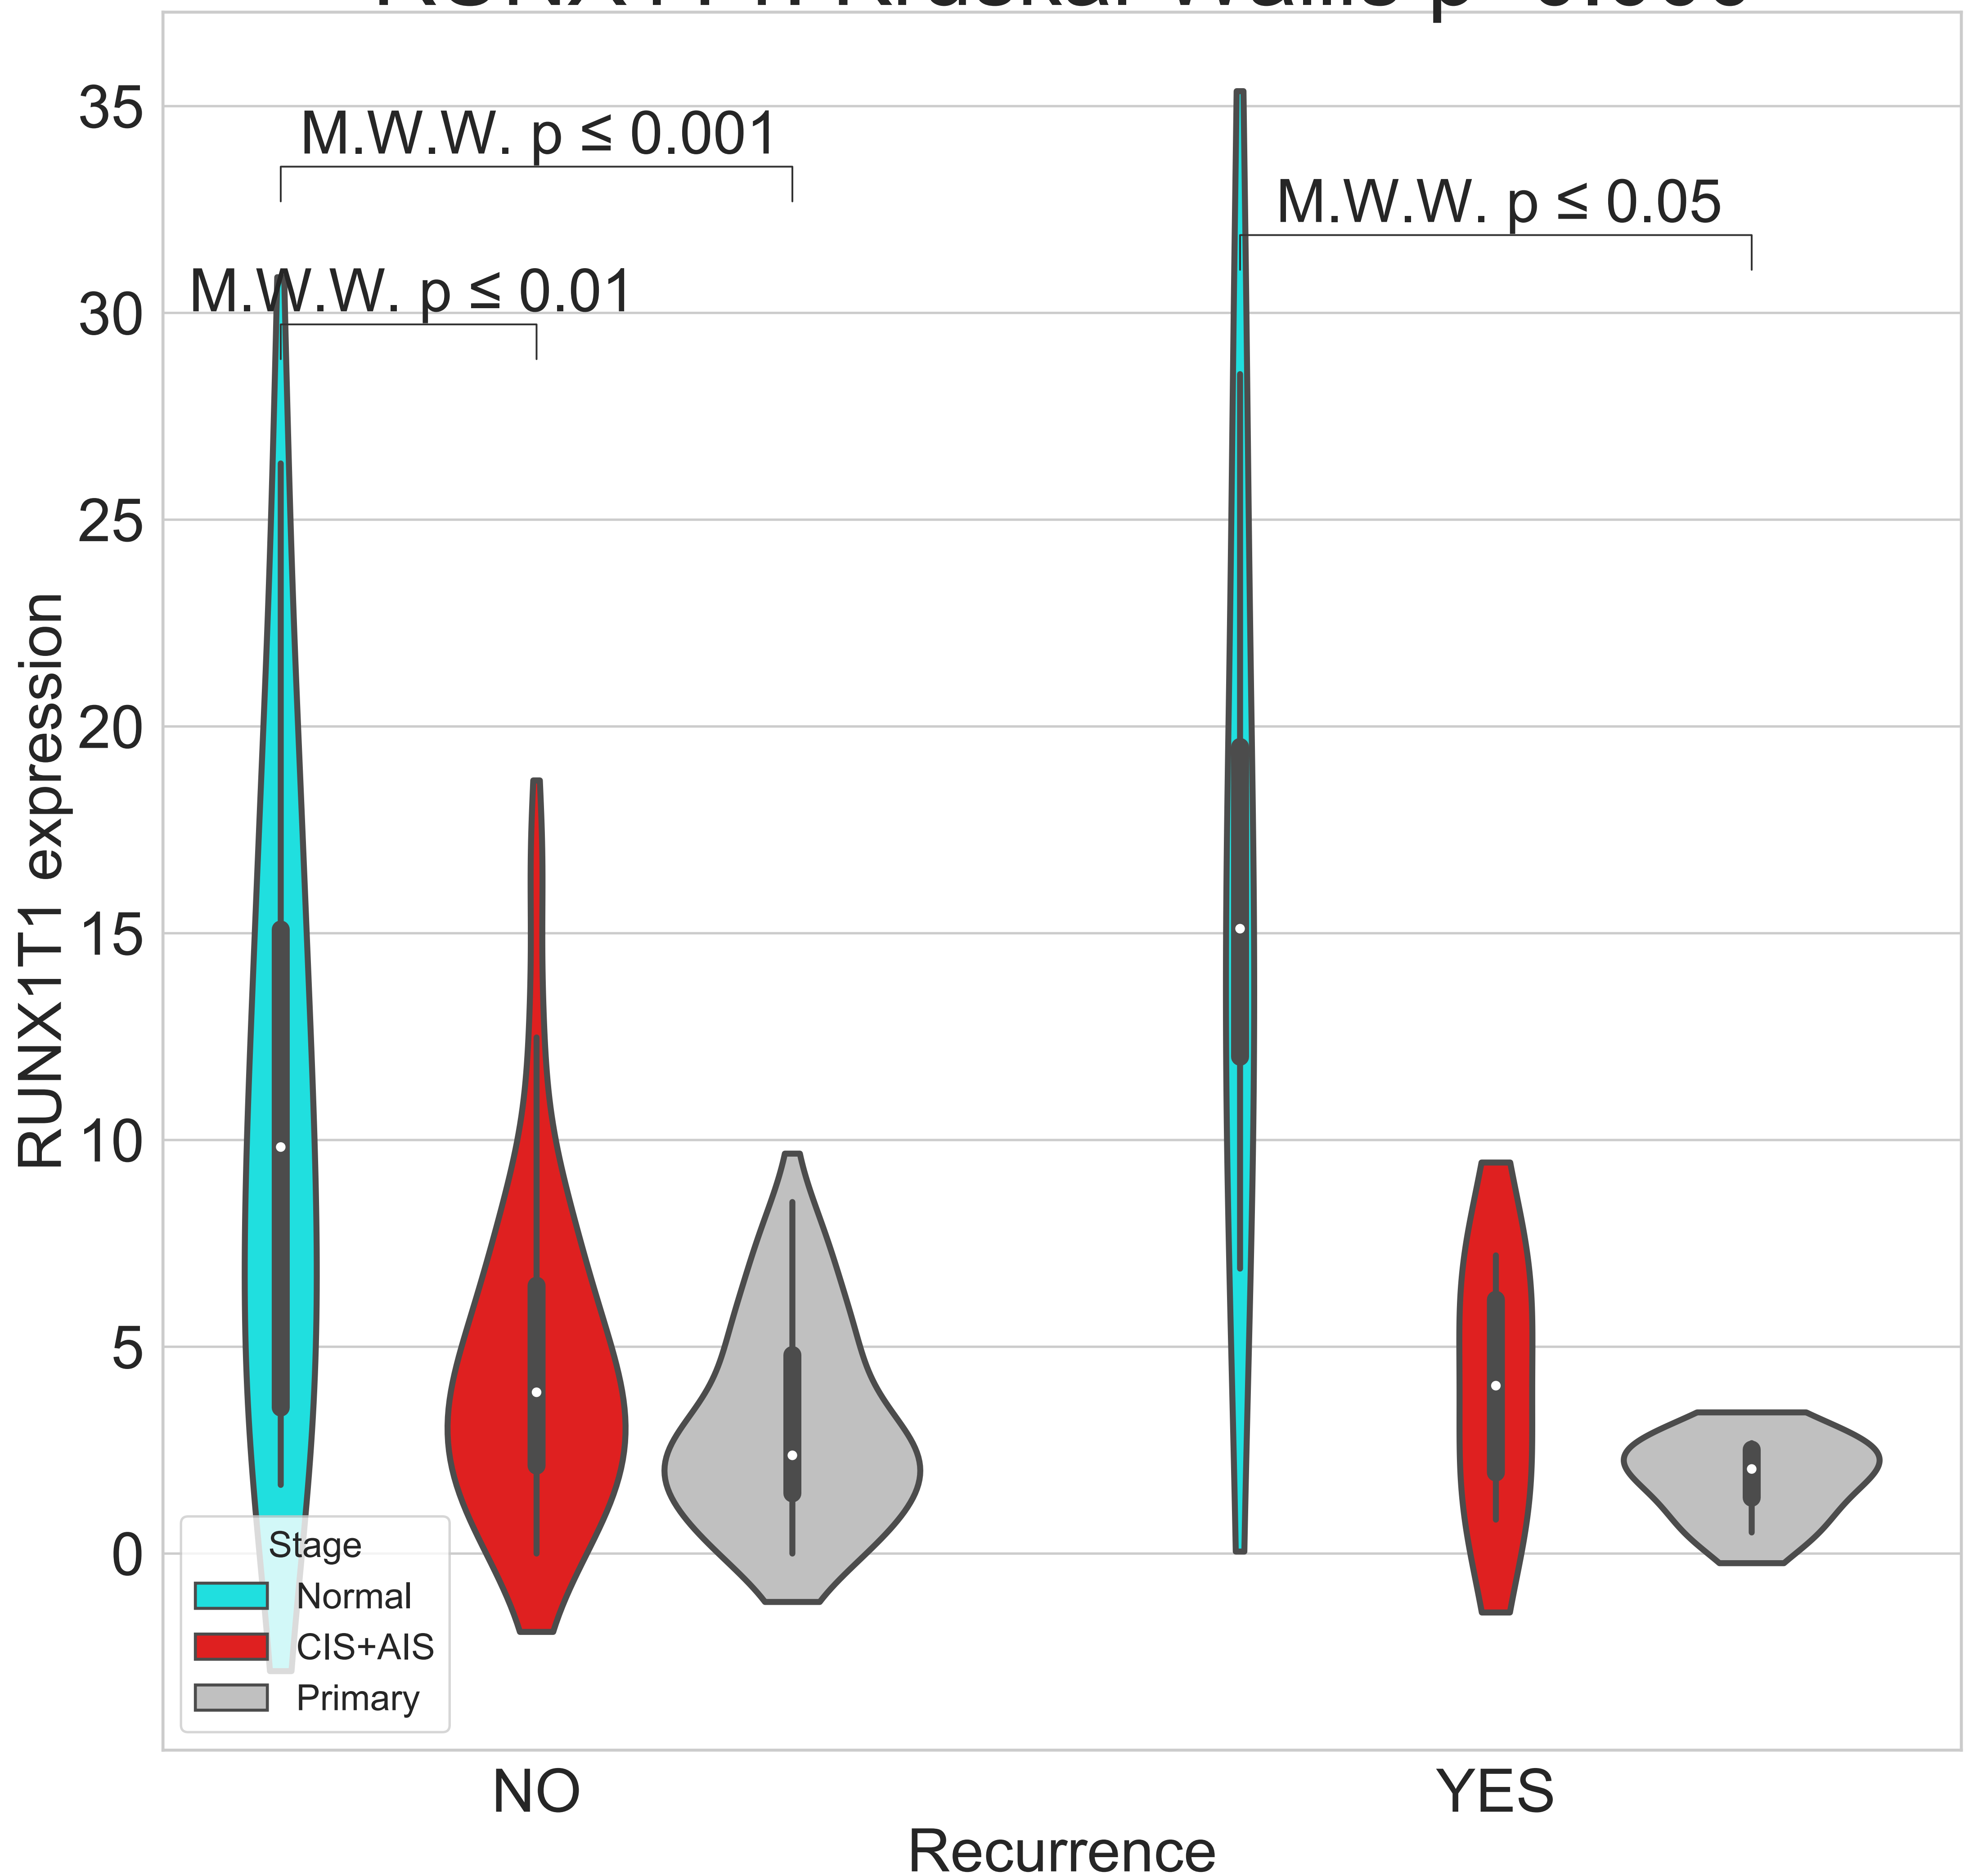 35
M.W.W. p ≤ 0.001
M.W.W. p ≤ 0.05
M.W.W. p ≤ 0.01
30
25
20
15
10
5
0
RUNX1T1 expression
Stage
Normal
CIS+AIS
Primary
NO
YES
Recurrence